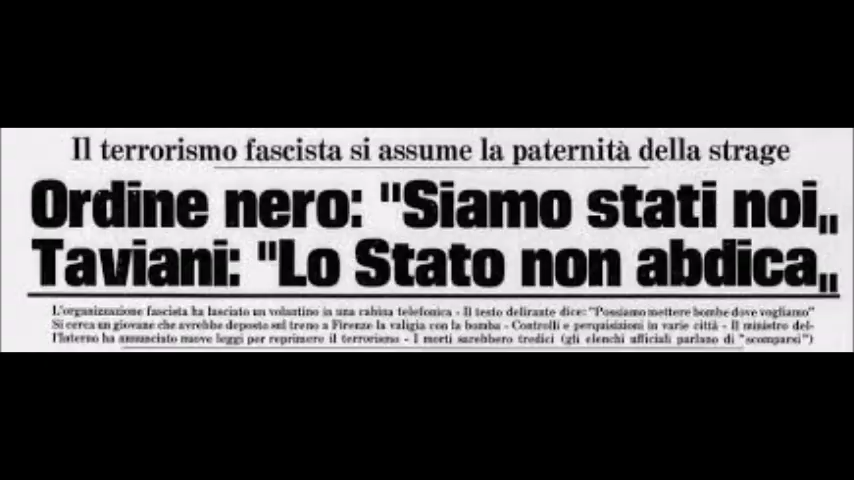 Il terrorismo fascista si assume la paternità della strage
Ordine nero: "Siamo stati noi„
Taviani: "Lo Stato non abdica„
L'organizzazione fascista ha lasciato un volantino in una cabina telefonica - Il testo delirante dice: "Possiamo mettere bombe dove vogliamo"
Si cerca un giovane che avrebbe deposto sul treno a Firenze la valigia con la bomba - Controlli e perquisizioni in varie città - Il ministro del-
l'Interno ha annunciato nuove leggi per reprimere il terrorismo - I morti sarebbero tredici (gli elenchi ufficiali parlano di "scomparsi")